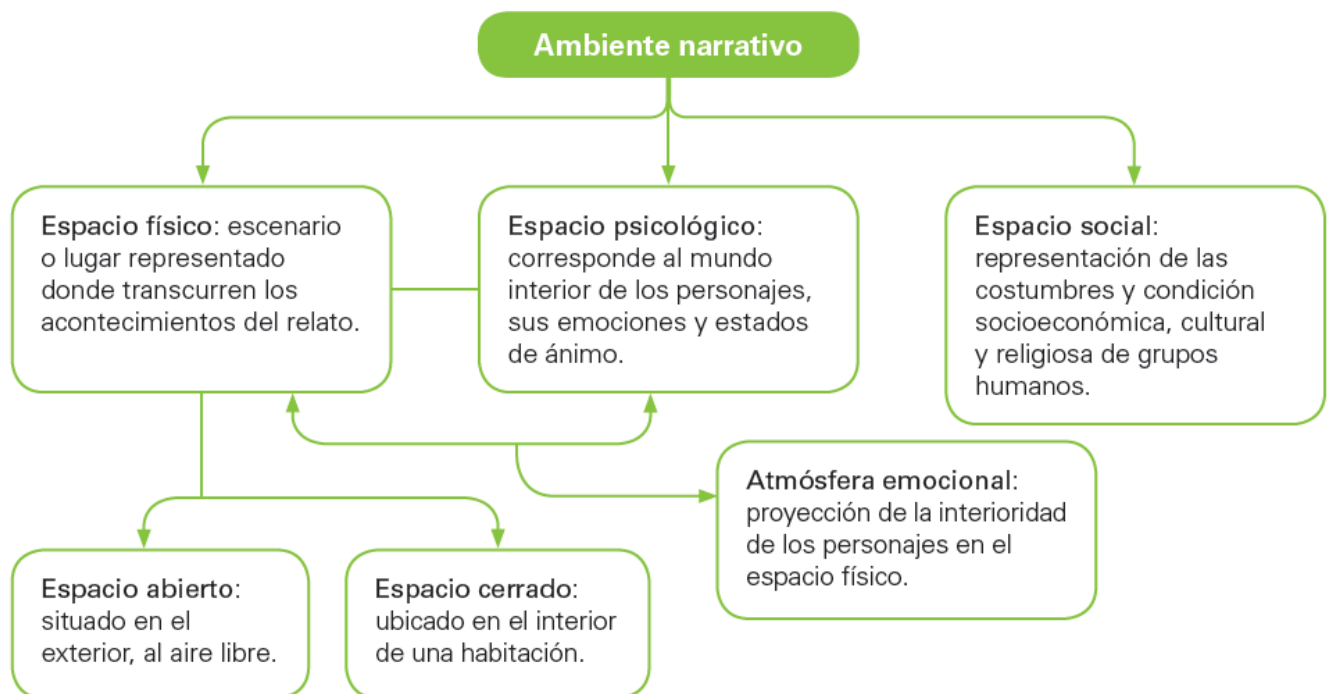 Ambiente narrativo
Espacio físico: escenario
o lugar representado
donde transcurren los
acontecimientos del relato.
Espacio psicológico:
corresponde al mundo
interior de los personajes,
sus emociones y estados
de ánimo.
Espacio social:
representación de las
costumbres y condición
socioeconómica, cultural
y religiosa de grupos
humanos.
Atmósfera emocional:
proyección de la interioridad
de los personajes en el
espacio físico.
Espacio abierto:
situado en el
exterior, al aire libre.
Espacio cerrado:
ubicado en el interior
de una habitación.